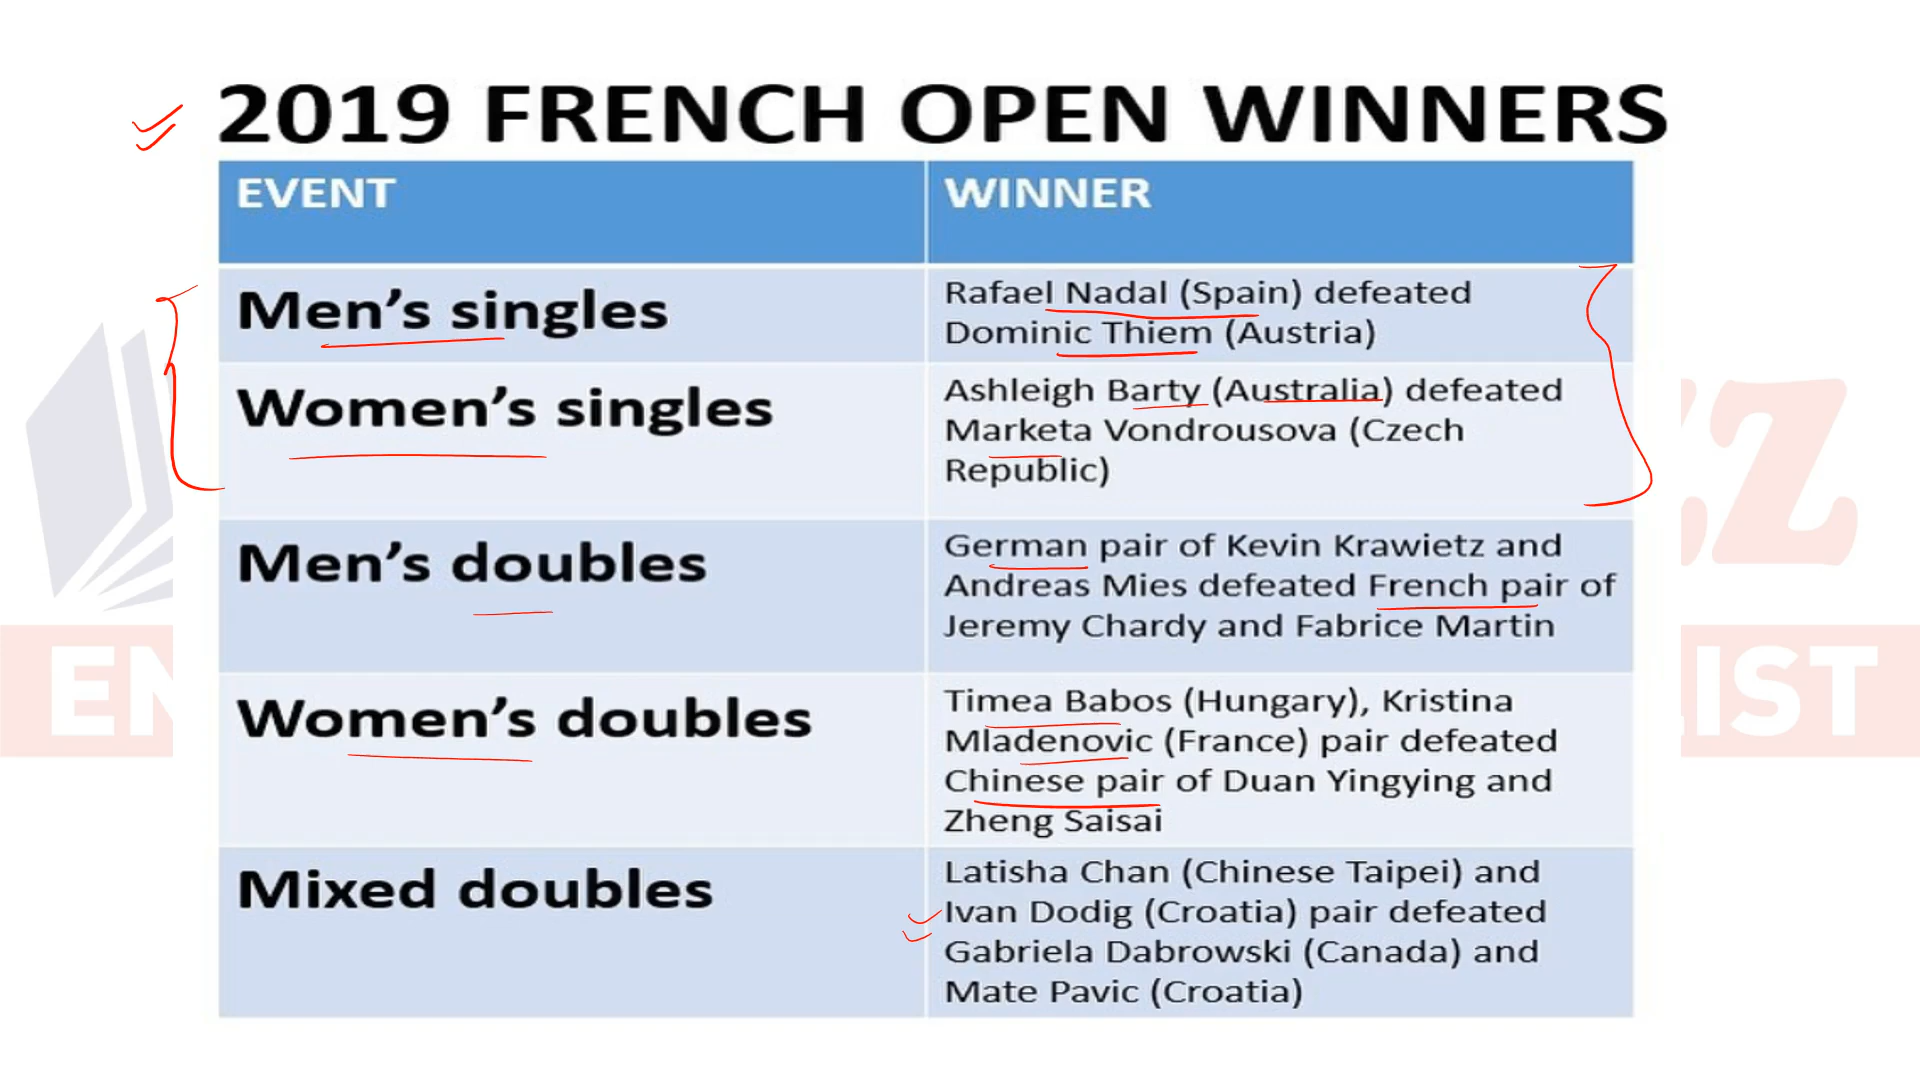 2019 FRENCH OPEN WINNERS
EVENT
WINNER
Men's singles
Rafael Nadal (Spain) defeated
Dominic Thiem (Austria)
Women's singles
Ashleigh Barty (Australia) defeated
Marketa Vondrousova (Czech
Republic)
Men's doubles
German pair of Kevin Krawietz and
Andreas Mies defeated French pair of
Jeremy Chardy and Fabrice Martin
Women's doubles
Timea Babos (Hungary), Kristina
Mladenovic (France) pair defeated
Chinese pair of Duan Yingying and
Zheng Saisai
Mixed doubles
Latisha Chan (Chinese Taipei) and
Ivan Dodig (Croatia) pair defeated
Gabriela Dabrowski (Canada) and
Mate Pavic (Croatia)